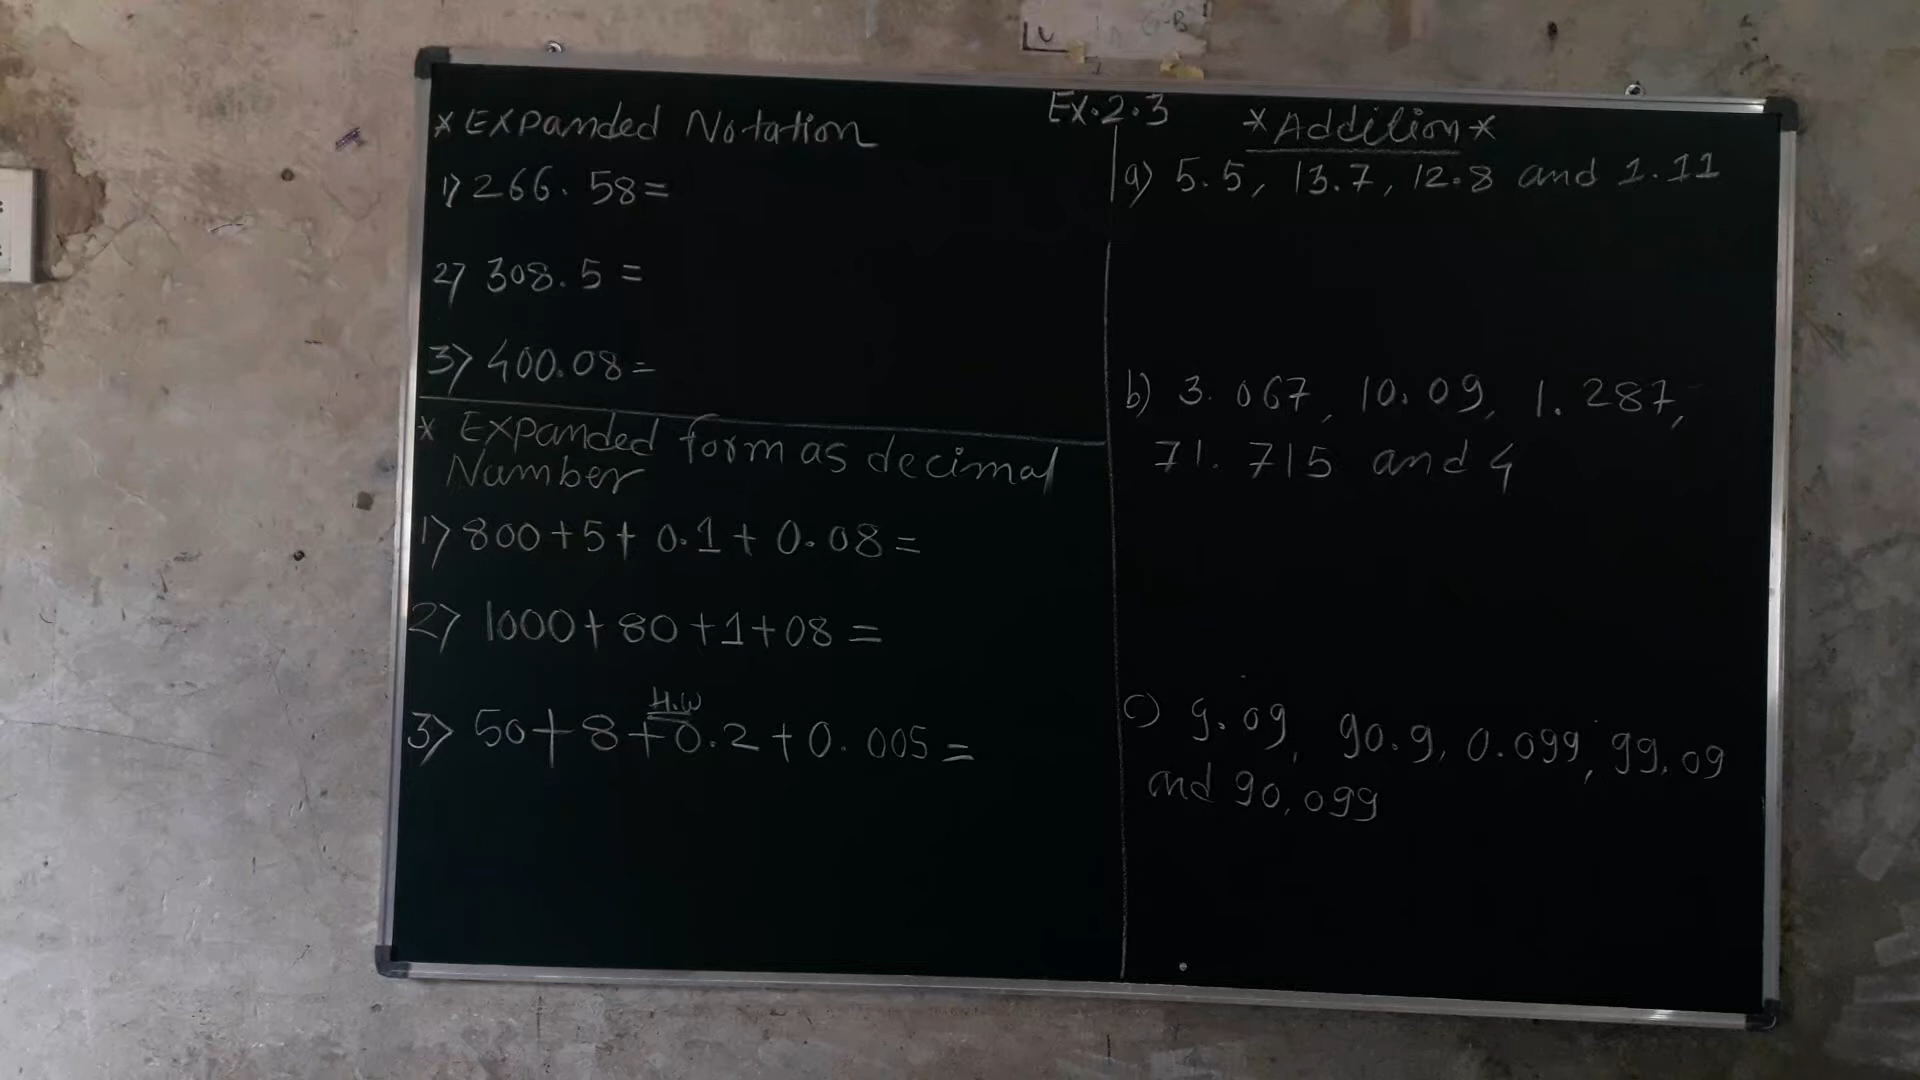 * Expanded Notation
1) 266.58=
2) 308.5 =
3) 400.08=
* Expanded form as decimal
Number
1) 800+5+0.1+0.08=
2) 1000+80+1+08=
H.W
3) 50+8+0.2+0.005=
Ex.2.3
*Addition*
a) 5.5, 13.7, 12.8 and 1.11
b) 3.067, 10.09, 1.287,
71.715 and 4
c) 9.09, 90.9, 0.099, 99.09
and 90,099